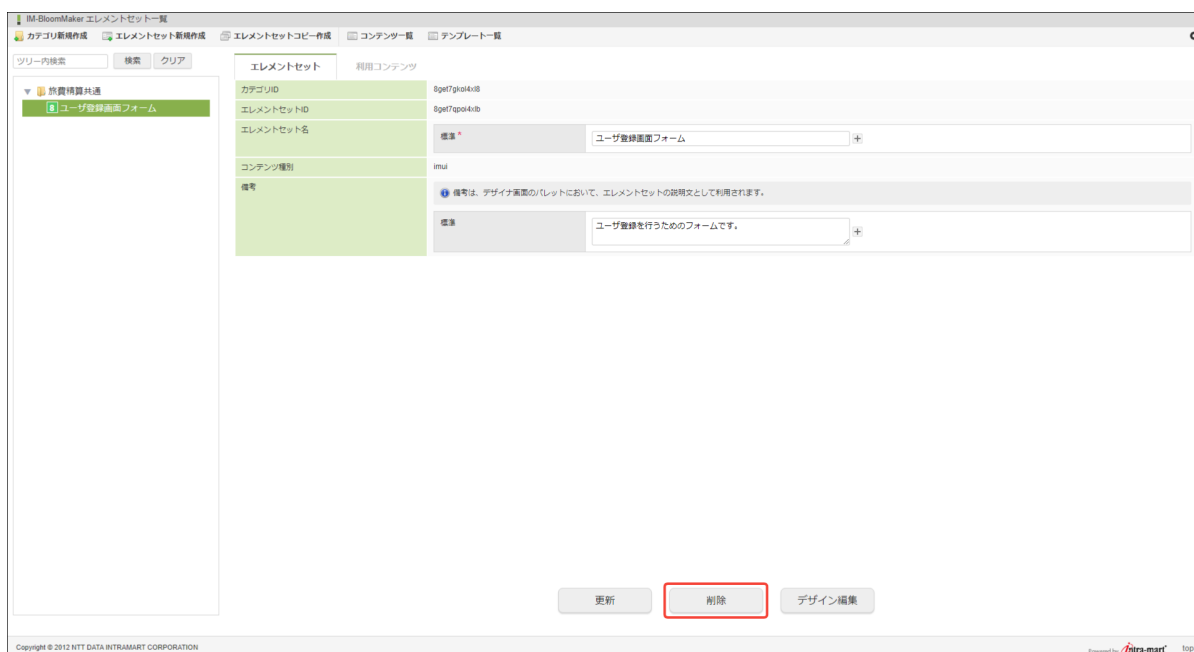 IM-BloomMaker エレメントセット一覧
カテゴリ新規作成 エレメントセット新規作成 エレメントセットコピー作成 コンテンツ一覧 テンプレート一覧
ツリー内検索 検索 クリア
エレメントセット 利用コンテンツ
旅費精算共通
ユーザ登録画面フォーム
カテゴリID 8get7gkoi4xl8
エレメントセットID 8get7qpoi4xlb
エレメントセット名 標準 * ユーザ登録画面フォーム
コンテンツ種別 imui
備考 備考は、デザイナ画面のパレットにおいて、エレメントセットの説明文として利用されます。
標準 ユーザ登録を行うためのフォームです。
更新 削除 デザイン編集
Copyright © 2012 NTT DATA INTRAMART CORPORATION Powered by intra-mart top